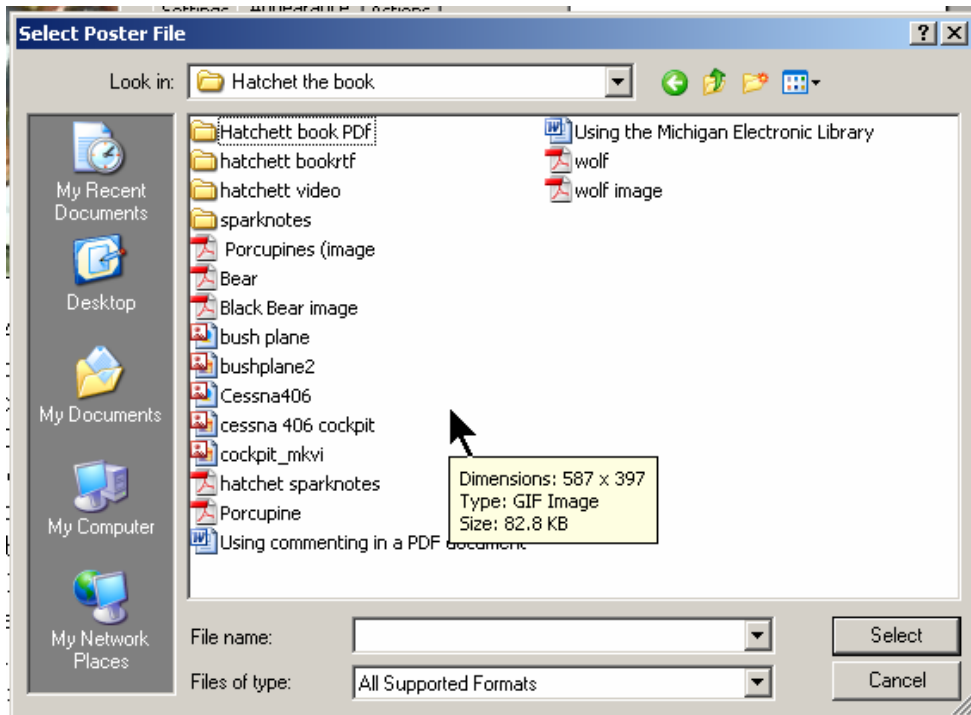 Settings Appearance Actions
Select Poster File
Look in:
Hatchet the book
My Recent
Documents
Desktop
My Documents
My Computer
My Network
Places
Hatchett book PDf
hatchett bookrtf
hatchett video
sparknotes
Porcupines (image
Bear
Black Bear image
bush plane
bushplane2
Cessna406
cessna 406 cockpit
cockpit_mkvi
hatchet sparknotes
Porcupine
Using commenting in a PDF document
Using the Michigan Electronic Library
wolf
wolf image
Dimensions: 587 x 397
Type: GIF Image
Size: 82.8 KB
File name:
Select
Files of type:
All Supported Formats
Cancel